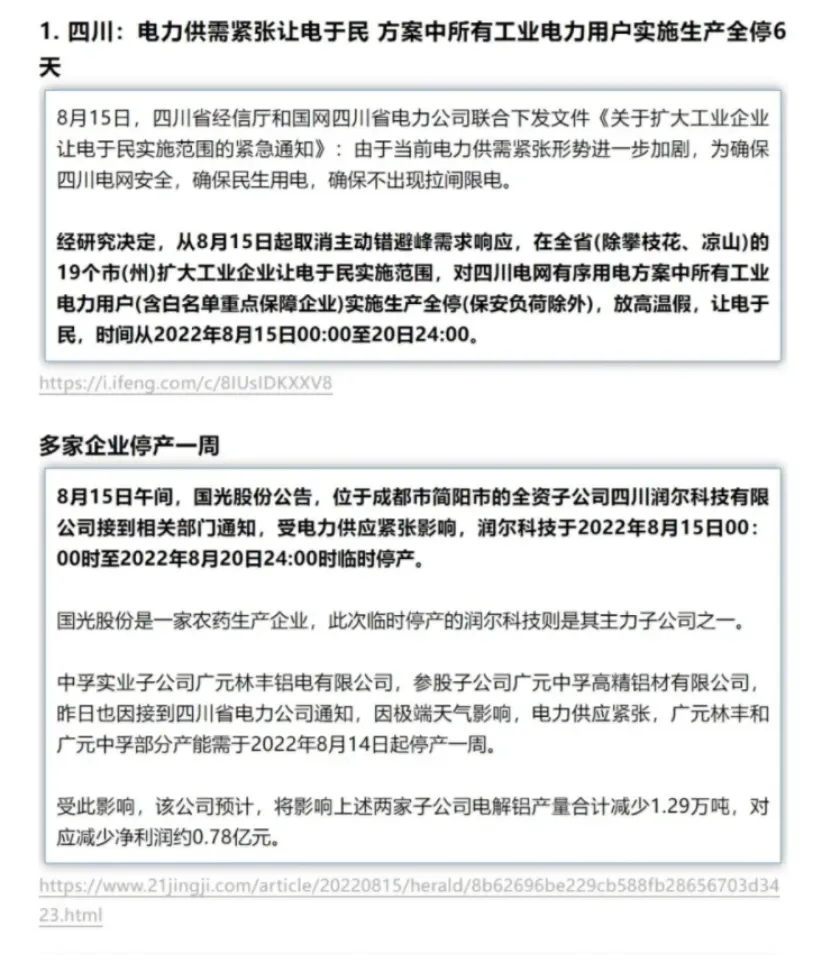 1. 四川：电力供需紧张让电于民 方案中所有工业电力用户实施生产全停6
天
8月15日，四川省经信厅和国网四川省电力公司联合下发文件《关于扩大工业企业
让电于民实施范围的紧急通知》：由于当前电力供需紧张形势进一步加剧，为确保
四川电网安全，确保民生用电，确保不出现拉闸限电。
经研究决定，从8月15日起取消主动错避峰需求响应，在全省(除攀枝花、凉山)的
19个市(州)扩大工业企业让电于民实施范围，对四川电网有序用电方案中所有工业
电力用户(含白名单重点保障企业)实施生产全停(保安负荷除外)，放高温假，让电于
民，时间从2022年8月15日00:00至20日24:00。
https://i.ifeng.com/c/8IUsIDKXXV8
多家企业停产一周
8月15日午间，国光股份公告，位于成都市简阳市的全资子公司四川润尔科技有限
公司接到相关部门通知，受电力供应紧张影响，润尔科技于2022年8月15日00：
00时至2022年8月20日24:00时临时停产。
国光股份是一家农药生产企业，此次临时停产的润尔科技则是其主力子公司之一。
中孚实业子公司广元林丰铝电有限公司，参股子公司广元中孚高精铝材有限公司，
昨日也因接到四川省电力公司通知，因极端天气影响，电力供应紧张，广元林丰和
广元中孚部分产能需于2022年8月14日起停产一周。
受此影响，该公司预计，将影响上述两家子公司电解铝产量合计减少1.29万吨，对
应减少净利润约0.78亿元。
https://www.21jingji.com/article/20220815/herald/8b62696be229cb588fb28656703d34
23.html